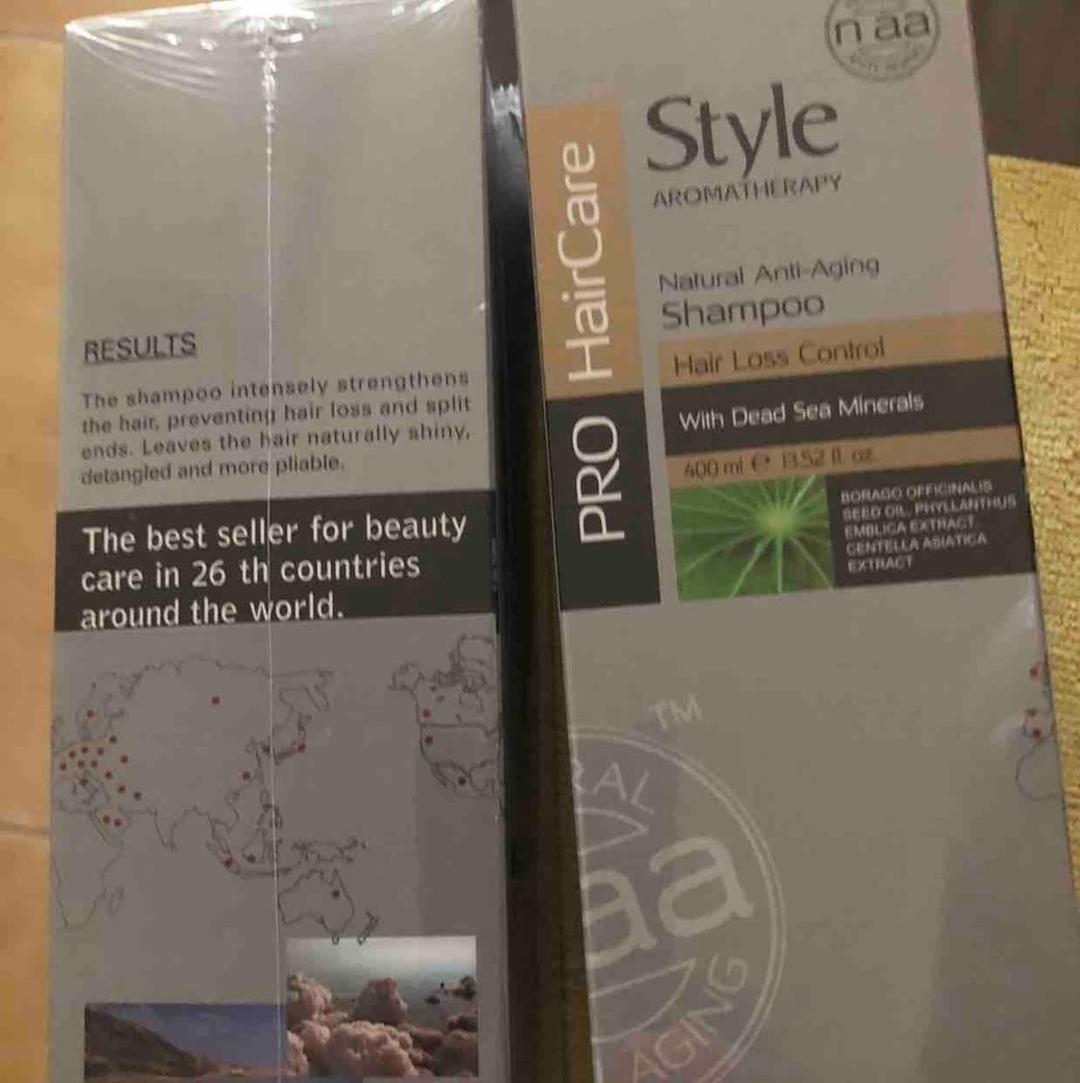 RESULTS
The shampoo intensely strengthens
the hair, preventing hair loss and split
ends. Leaves the hair naturally shiny,
detangled and more pliable.
The best seller for beauty
care in 26 th countries
around the world.
naa
Style
AROMATHERAPY
PRO HairCare
Natural Anti-Aging
Shampoo
Hair Loss Control
With Dead Sea Minerals
400 ml e 13.52 fl. oz.
BORAGO OFFICINALIS
SEED OIL, PHYLLANTHUS
EMBLICA EXTRACT,
CENTELLA ASIATICA
EXTRACT
TM
RAL
aa
AGING